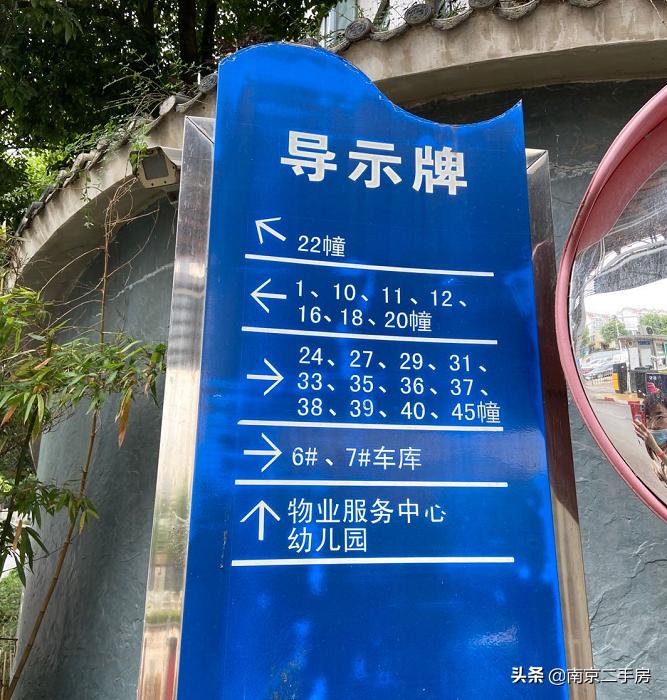 导示牌
22幢
1、10、11、12、
16、18、20幢
24、27、29、31、
33、35、36、37、
38、39、40、45幢
6#、7#车库
物业服务中心
幼儿园
头条 @南京二手房